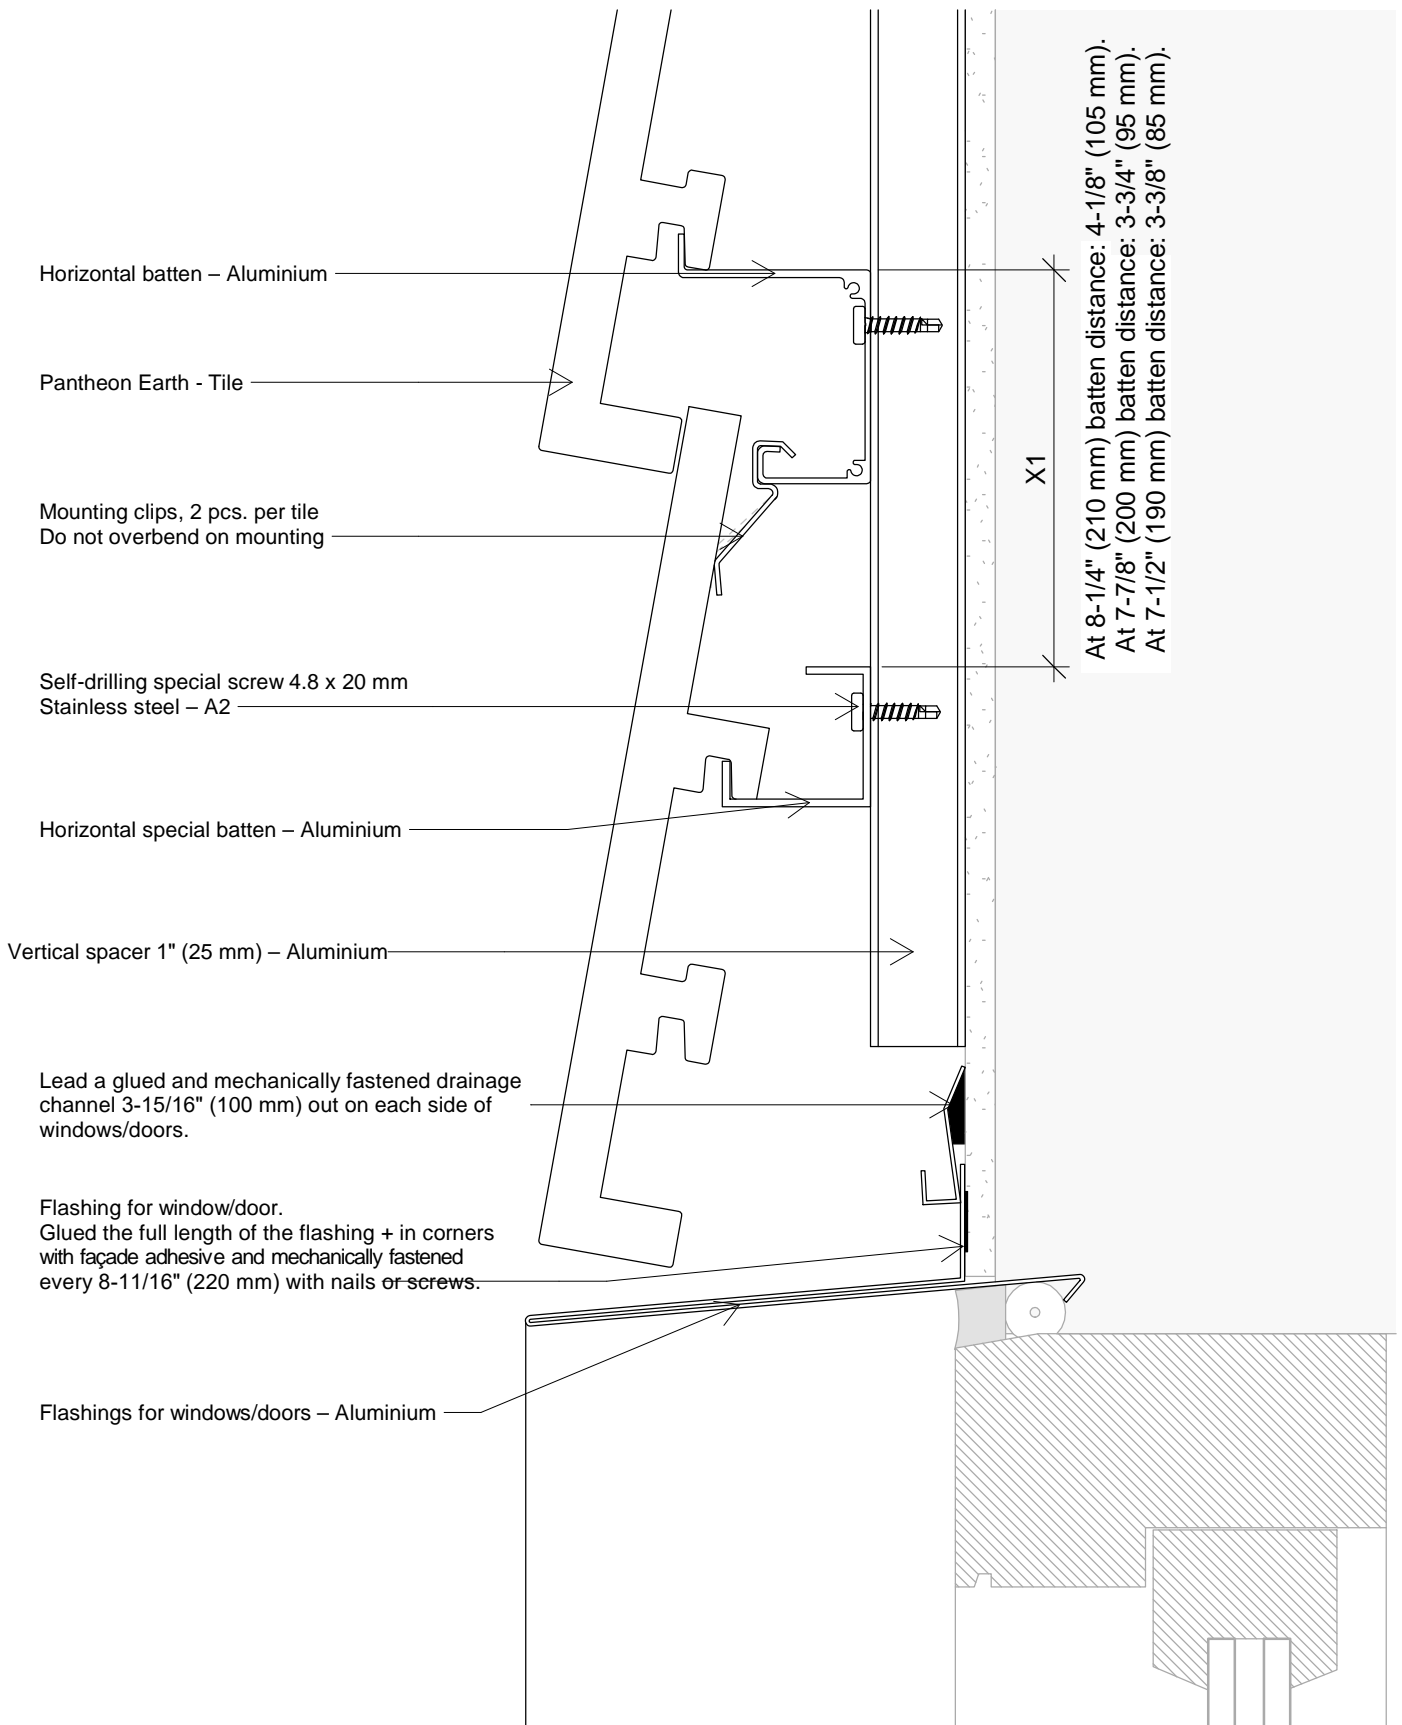 Horizontal batten – Aluminium
Pantheon Earth - Tile
Mounting clips, 2 pcs. per tile
Do not overbend on mounting
Self-drilling special screw 4.8 x 20 mm
Stainless steel – A2
Horizontal special batten – Aluminium
Vertical spacer 1" (25 mm) – Aluminium
Lead a glued and mechanically fastened drainage
channel 3-15/16" (100 mm) out on each side of
windows/doors.
Flashing for window/door.
Glued the full length of the flashing + in corners
with façade adhesive and mechanically fastened
every 8-11/16" (220 mm) with nails or screws.
Flashings for windows/doors – Aluminium
X1
At 8-1/4" (210 mm) batten distance: 4-1/8" (105 mm).
At 7-7/8" (200 mm) batten distance: 3-3/4" (95 mm).
At 7-1/2" (190 mm) batten distance: 3-3/8" (85 mm).